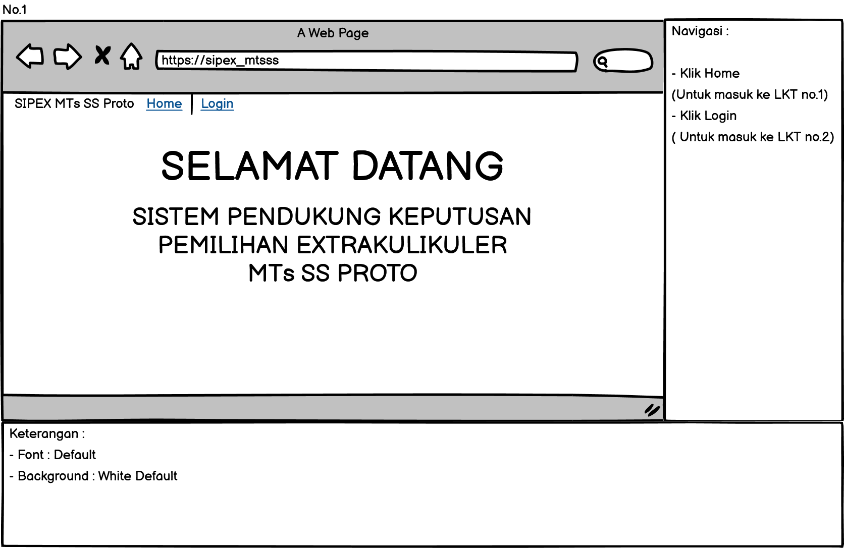 No.1
A Web Page
https://sipex_mtsss
SIPEX MTs SS Proto Home Login
SELAMAT DATANG
SISTEM PENDUKUNG KEPUTUSAN
PEMILIHAN EXTRAKULIKULER
MTs SS PROTO
Navigasi :
- Klik Home
(Untuk masuk ke LKT no.1)
- Klik Login
( Untuk masuk ke LKT no.2)
Keterangan :
- Font : Default
- Background : White Default